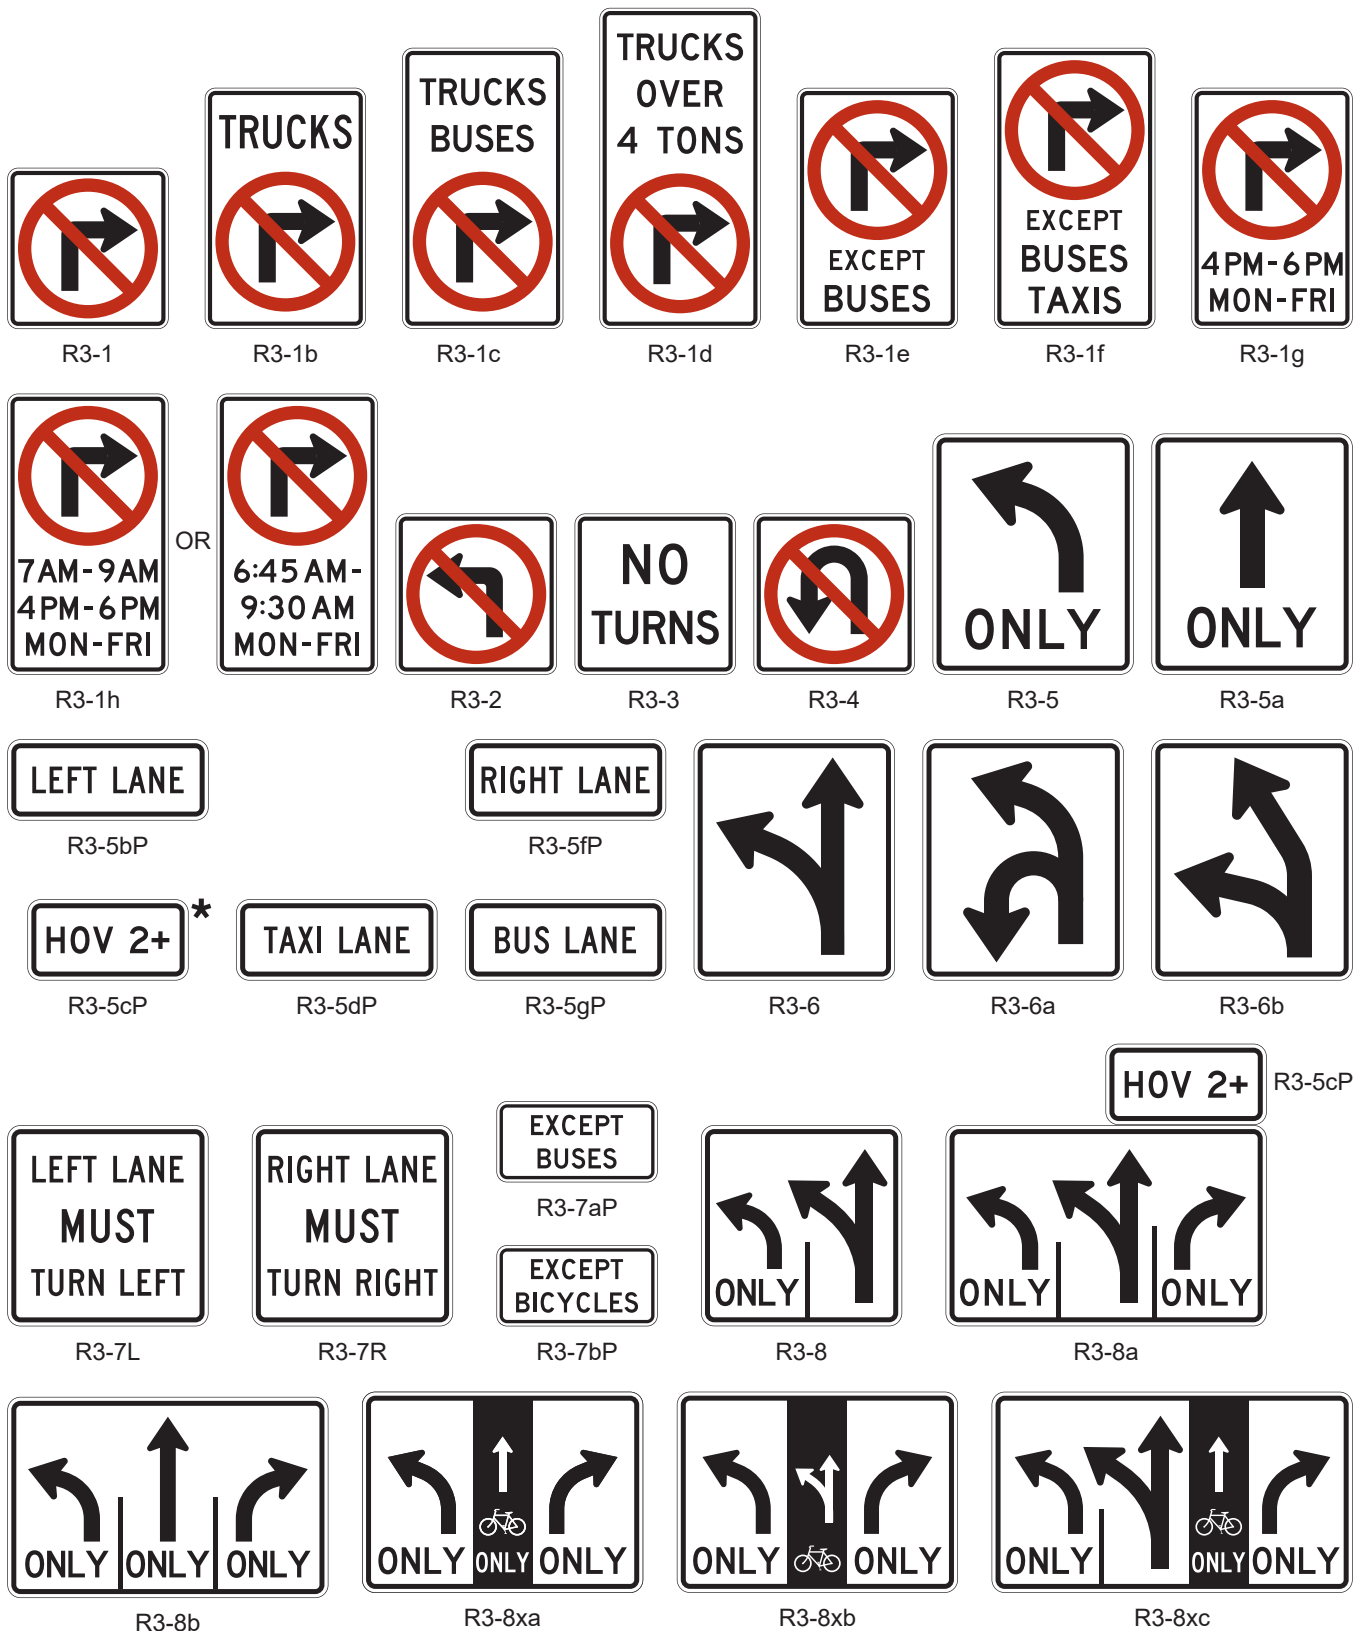 TRUCKS
TRUCKS
BUSES
TRUCKS
OVER
4 TONS
EXCEPT
BUSES
EXCEPT
BUSES
TAXIS
4PM-6PM
MON-FRI
R3-1
R3-1b
R3-1c
R3-1d
R3-1e
R3-1f
R3-1g
7AM-9AM
4PM-6PM
MON-FRI
OR
6:45 AM-
9:30 AM
MON-FRI
NO
TURNS
ONLY
ONLY
R3-1h
R3-2
R3-3
R3-4
R3-5
R3-5a
LEFT LANE
R3-5bP
RIGHT LANE
R3-5fP
HOV 2+
*
R3-5cP
TAXI LANE
R3-5dP
BUS LANE
R3-5gP
R3-6
R3-6a
R3-6b
HOV 2+
R3-5cP
LEFT LANE
MUST
TURN LEFT
R3-7L
RIGHT LANE
MUST
TURN RIGHT
R3-7R
EXCEPT
BUSES
R3-7aP
EXCEPT
BICYCLES
R3-7bP
ONLY
R3-8
ONLY
ONLY
R3-8a
ONLY
ONLY
ONLY
R3-8b
ONLY
ONLY
ONLY
R3-8xa
ONLY
ONLY
R3-8xb
ONLY
ONLY
ONLY
R3-8xc